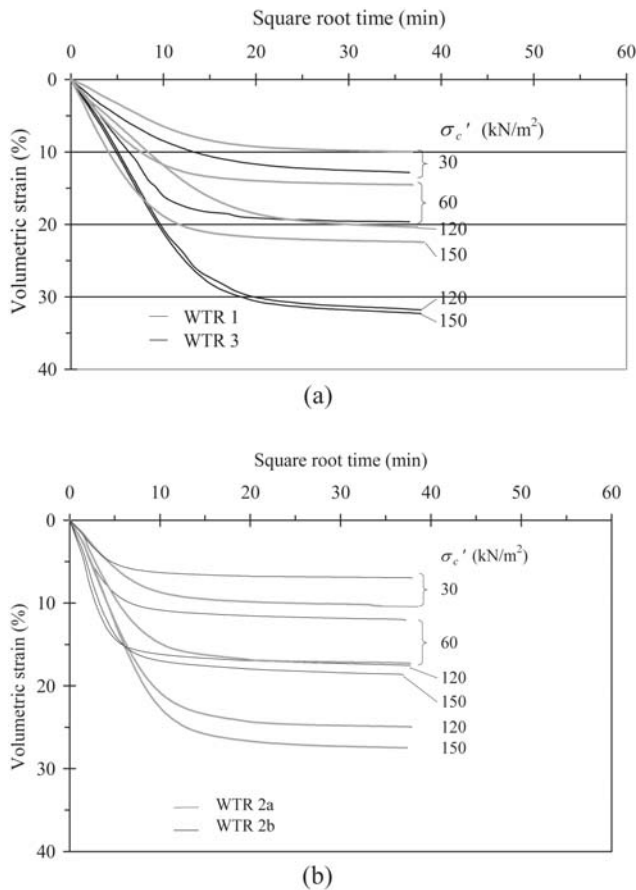 Square root time (min)
0 10 20 30 40 50 60
0
10
20
30
40
Volumetric strain (%)
σc′ (kN/m²)
30
60
120
150
120
150
WTR 1
WTR 3
(a)
Square root time (min)
0 10 20 30 40 50 60
0
10
20
30
40
Volumetric strain (%)
σc′ (kN/m²)
30
60
120
150
120
150
WTR 2a
WTR 2b
(b)